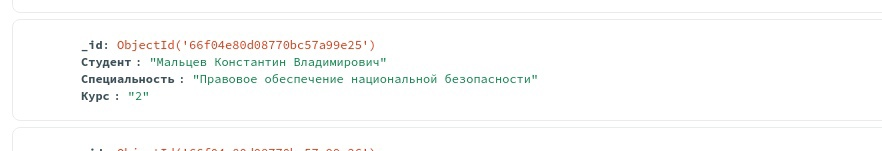 _id: ObjectId('66f04e80d08770bc57a99e25')
Студент : "Мальцев Константин Владимирович"
Специальность : "Правовое обеспечение национальной безопасности"
Курс : "2"